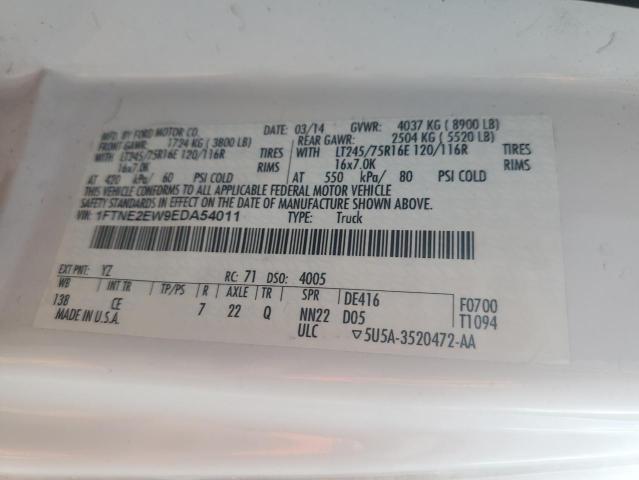 MFD. BY FORD MOTOR CO.
DATE: 03/14 GVWR: 4037 KG ( 8900 LB)
FRONT GAWR: 1724 KG ( 3800 LB) REAR GAWR: 2504 KG ( 5520 LB)
WITH LT245/75R16E 120/116R TIRES WITH LT245/75R16E 120/116R TIRES
16x7.0K RIMS 16x7.0K RIMS
AT kPa/ 60 PSI COLD AT 550 kPa/ 80 PSI COLD
THIS VEHICLE CONFORMS TO ALL APPLICABLE FEDERAL MOTOR VEHICLE
SAFETY STANDARDS IN EFFECT ON THE DATE OF MANUFACTURE SHOWN ABOVE.
VIN: 1FTNE2EW9EDA54011 TYPE: Truck
EXT PNT: YZ RC: 71 DSO: 4005
WB INT TR TP/PS R AXLE TR SPR DE416 F0700
138 CE 7 22 Q NN22 D05 T1094
MADE IN U.S.A. ULC ▽5U5A-3520472-AA